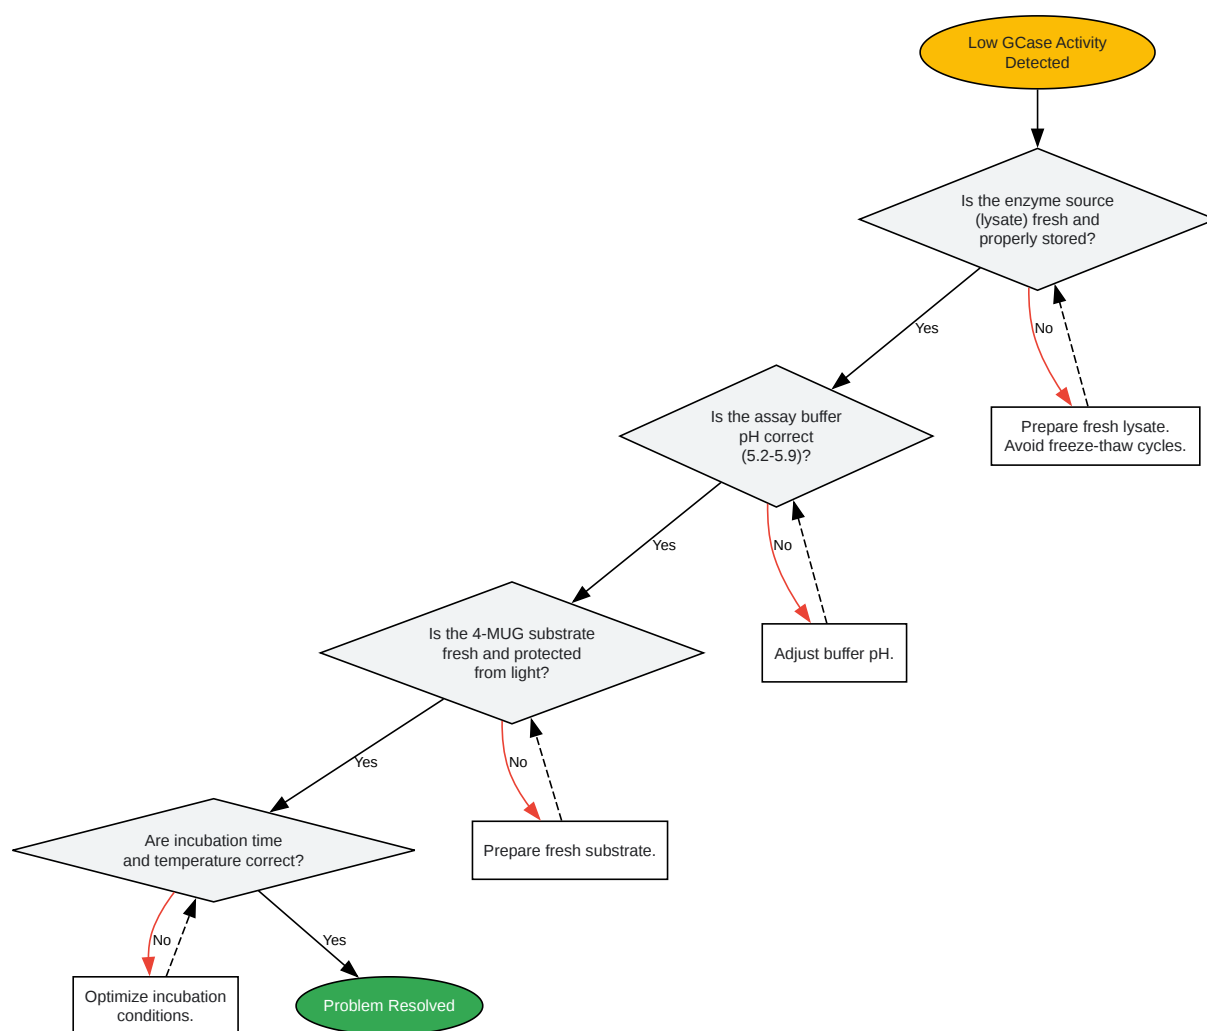 Low GCase Activity
Detected
Is the enzyme source
(lysate) fresh and
properly stored?
Yes
No
Prepare fresh lysate.
Avoid freeze-thaw cycles.
Is the assay buffer
pH correct
(5.2-5.9)?
Yes
No
Adjust buffer pH.
Is the 4-MUG substrate
fresh and protected
from light?
Yes
No
Prepare fresh substrate.
Are incubation time
and temperature correct?
No
Yes
Optimize incubation
conditions.
Problem Resolved